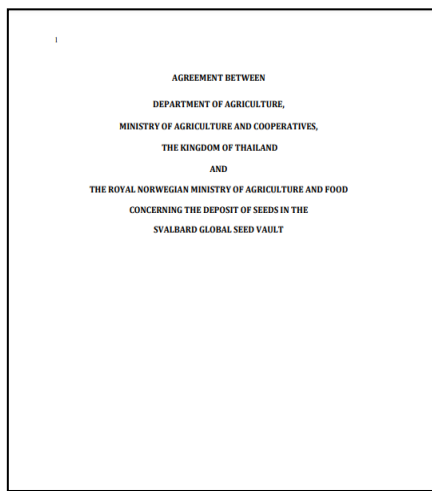 1
AGREEMENT BETWEEN
DEPARTMENT OF AGRICULTURE,
MINISTRY OF AGRICULTURE AND COOPERATIVES,
THE KINGDOM OF THAILAND
AND
THE ROYAL NORWEGIAN MINISTRY OF AGRICULTURE AND FOOD
CONCERNING THE DEPOSIT OF SEEDS IN THE
SVALBARD GLOBAL SEED VAULT